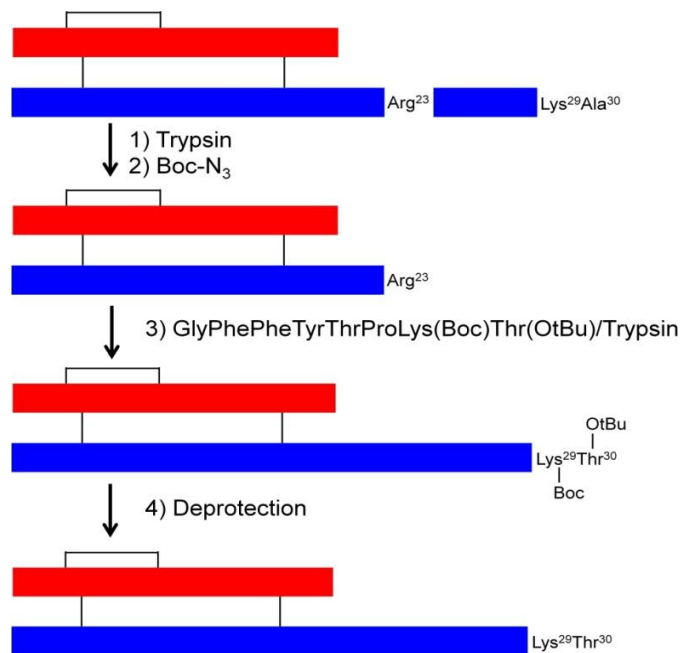 Arg²³ Lys²⁹Ala³⁰
1) Trypsin
2) Boc-N₃
Arg²³
3) GlyPhePheTyrThrProLys(Boc)Thr(OtBu)/Trypsin
OtBu
Lys²⁹Thr³⁰
Boc
4) Deprotection
Lys²⁹Thr³⁰